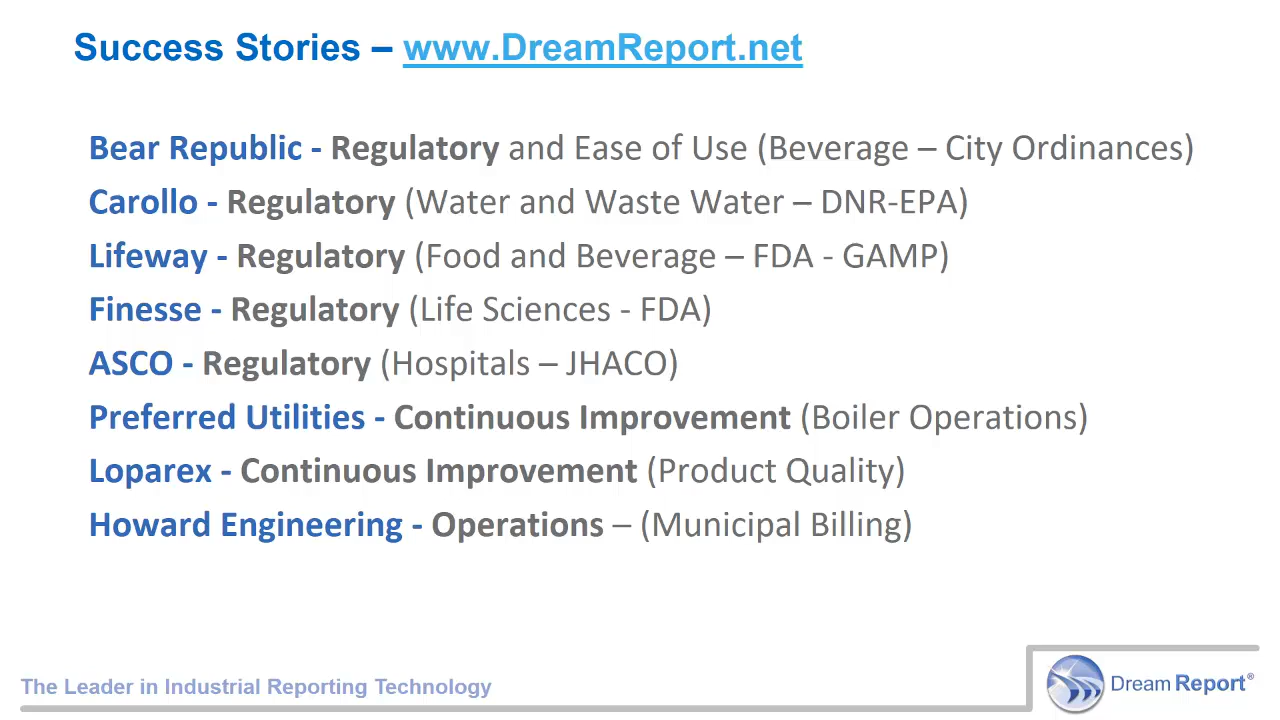 Success Stories – www.DreamReport.net
Bear Republic - Regulatory and Ease of Use (Beverage – City Ordinances)
Carollo - Regulatory (Water and Waste Water – DNR-EPA)
Lifeway - Regulatory (Food and Beverage – FDA - GAMP)
Finesse - Regulatory (Life Sciences - FDA)
ASCO - Regulatory (Hospitals – JHACO)
Preferred Utilities - Continuous Improvement (Boiler Operations)
Loparex - Continuous Improvement (Product Quality)
Howard Engineering - Operations – (Municipal Billing)
The Leader in Industrial Reporting Technology
Dream Report®